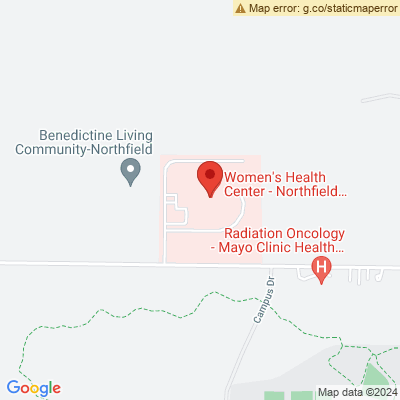 Map error: g.co/staticmaperror
Benedictine Living
Community-Northfield
Women's Health
Center - Northfield...
Radiation Oncology
- Mayo Clinic Health...
H
Campus Dr
Google
Map data ©2024